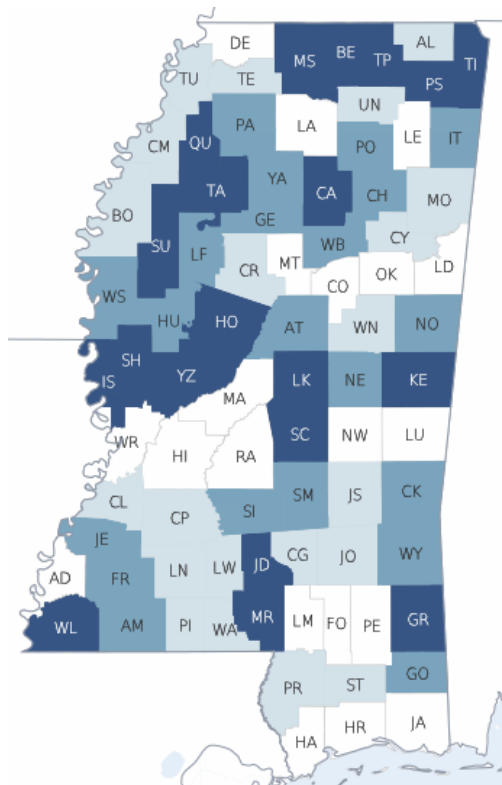 DE
AL
MS
BE
TP
TI
TU
TE
PS
UN
QU
PA
LA
LE
IT
CM
PO
TA
YA
CA
CH
MO
BO
GE
SU
LF
WB
CY
CR
MT
OK
LD
CO
WS
HU
HO
AT
WN
NO
SH
IS
YZ
LK
NE
KE
MA
WR
SC
NW
LU
HI
RA
CL
CP
SI
SM
JS
CK
JE
AD
FR
LN
LW
JD
CG
JO
WY
WL
AM
PI
WA
MR
LM
FO
PE
GR
PR
ST
GO
HA
HR
JA